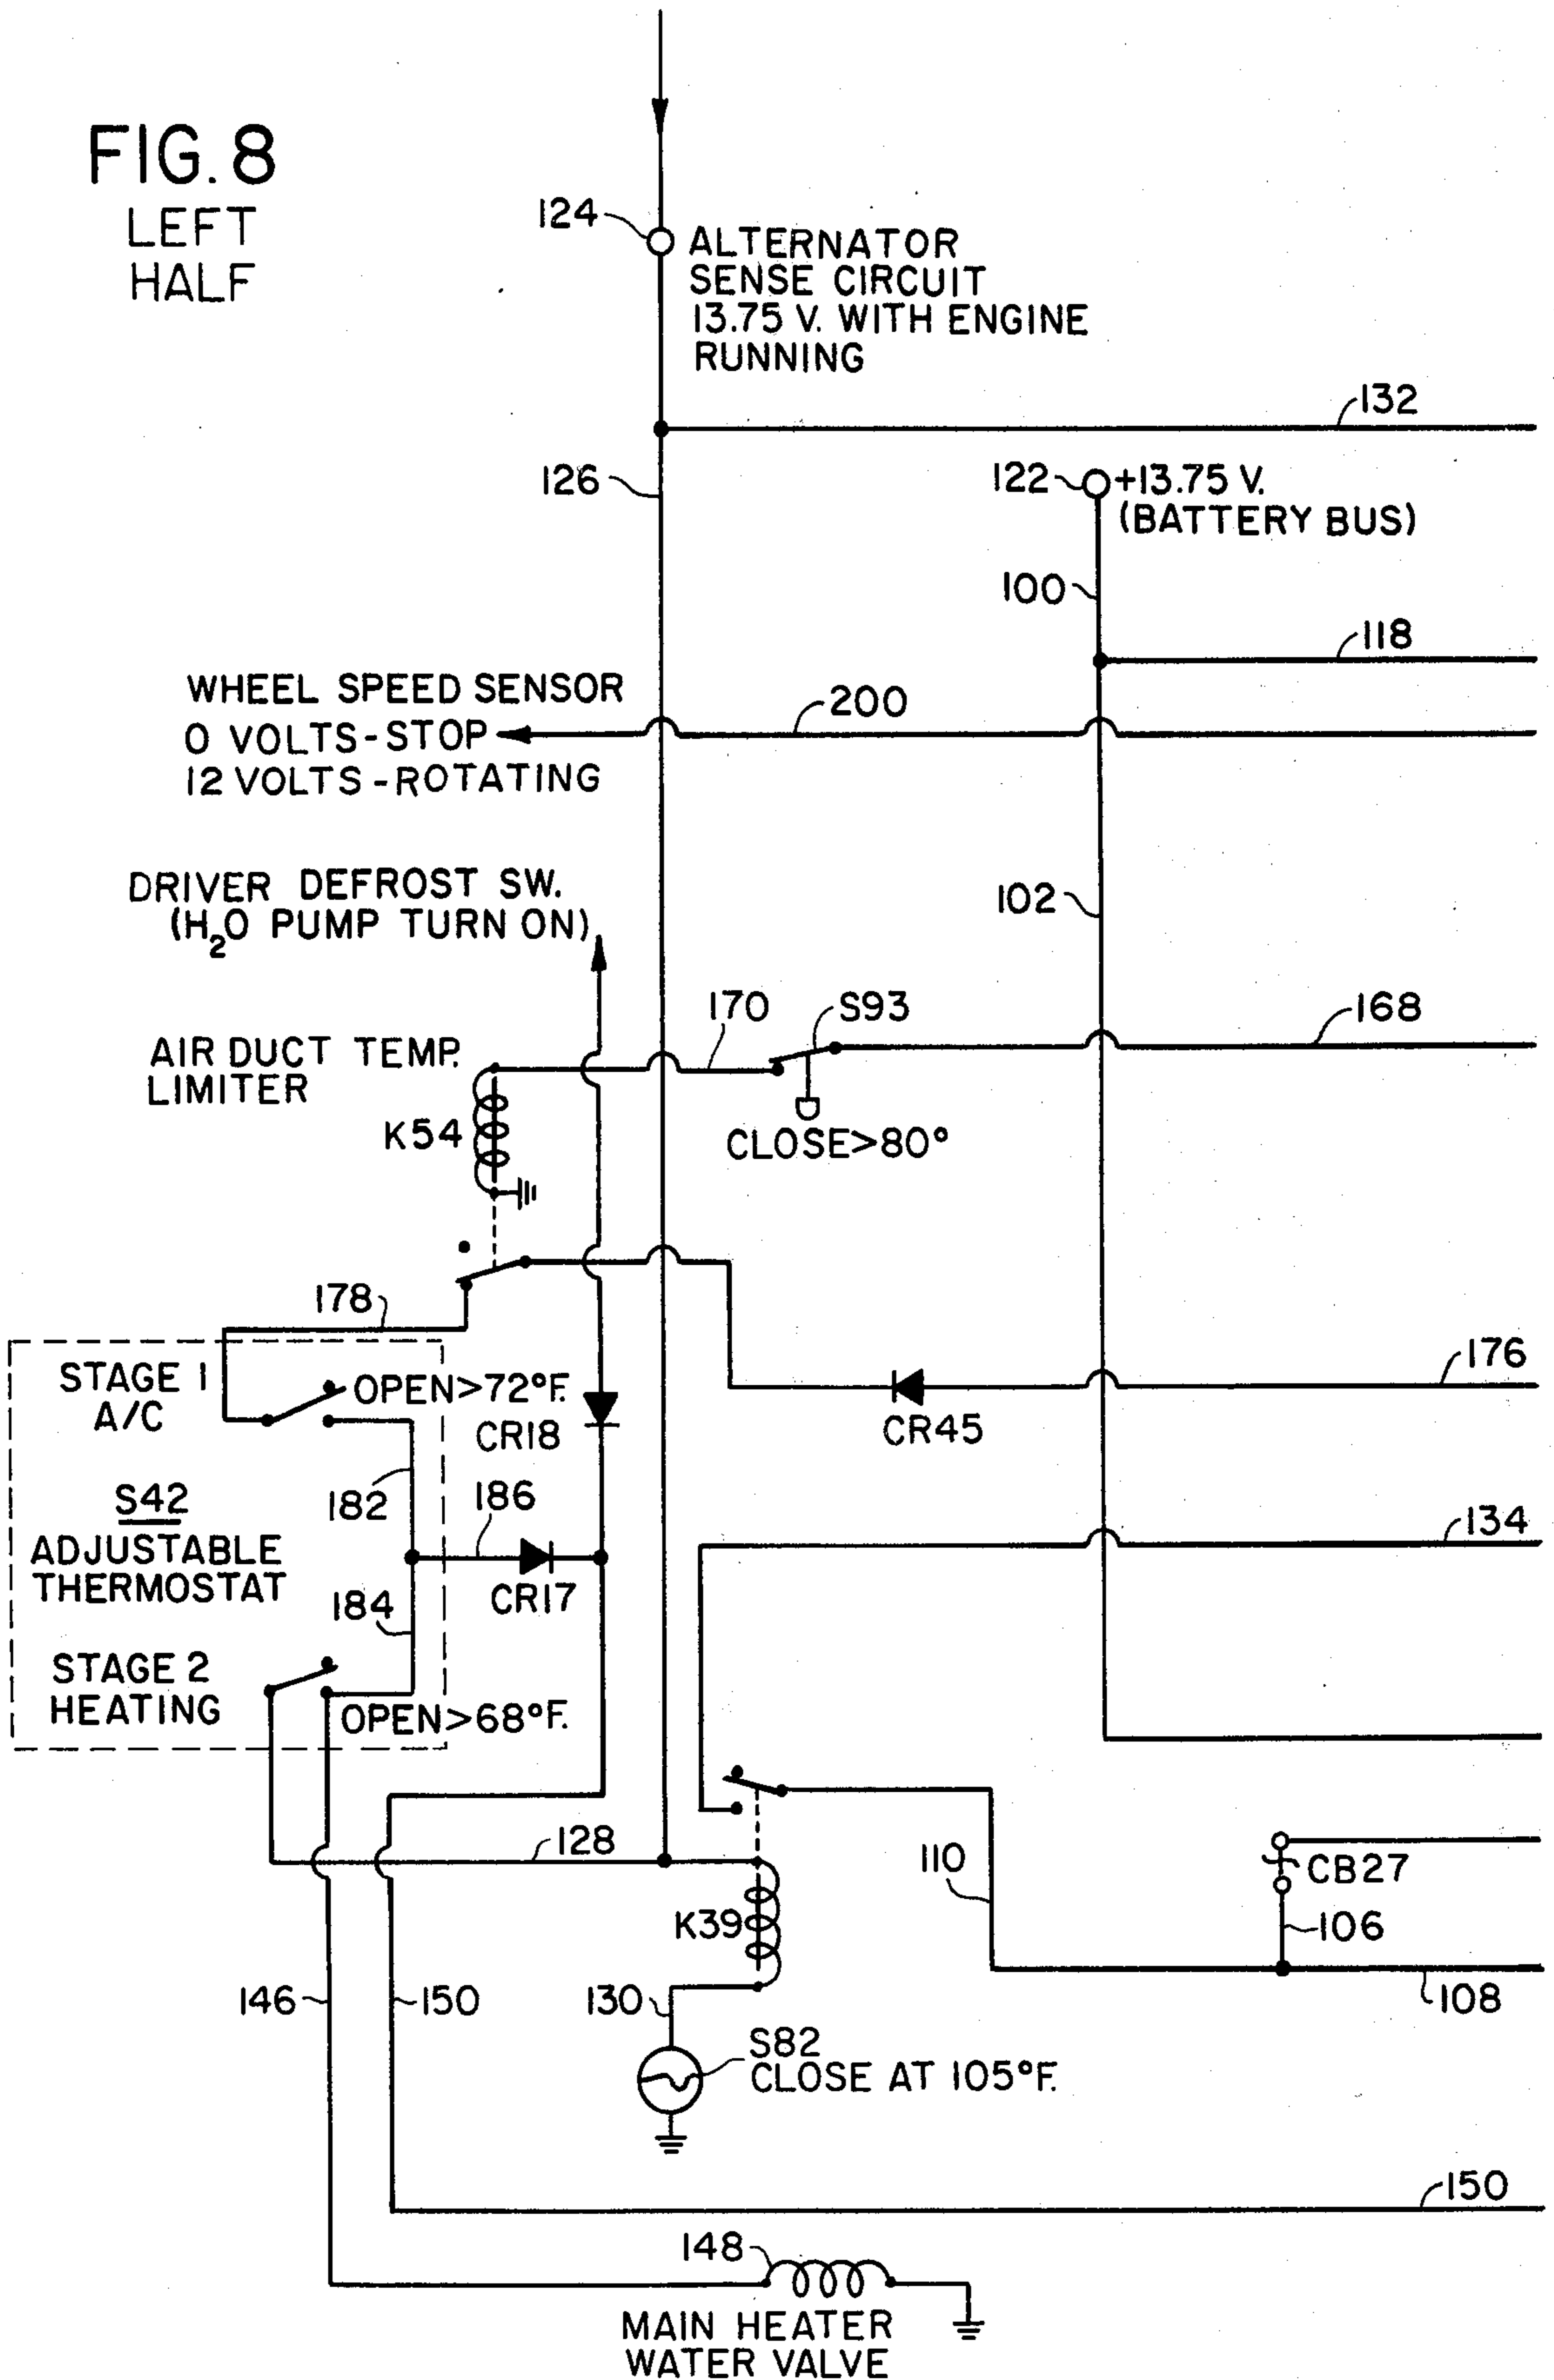 FIG. 8
LEFT
HALF
124
ALTERNATOR
SENSE CIRCUIT
13.75 V. WITH ENGINE
RUNNING
132
126
122
+13.75 V.
(BATTERY BUS)
100
118
WHEEL SPEED SENSOR
0 VOLTS-STOP
12 VOLTS-ROTATING
200
DRIVER DEFROST SW.
(H2O PUMP TURN ON)
102
170
S93
168
AIR DUCT TEMP.
LIMITER
K54
CLOSE>80°
178
176
STAGE 1
A/C
OPEN>72°F.
CR18
CR45
S42
182
186
134
ADJUSTABLE
THERMOSTAT
CR17
184
STAGE 2
HEATING
OPEN>68°F.
128
110
CB27
K39
106
146
150
130
108
S82
CLOSE AT 105°F.
150
148
MAIN HEATER
WATER VALVE